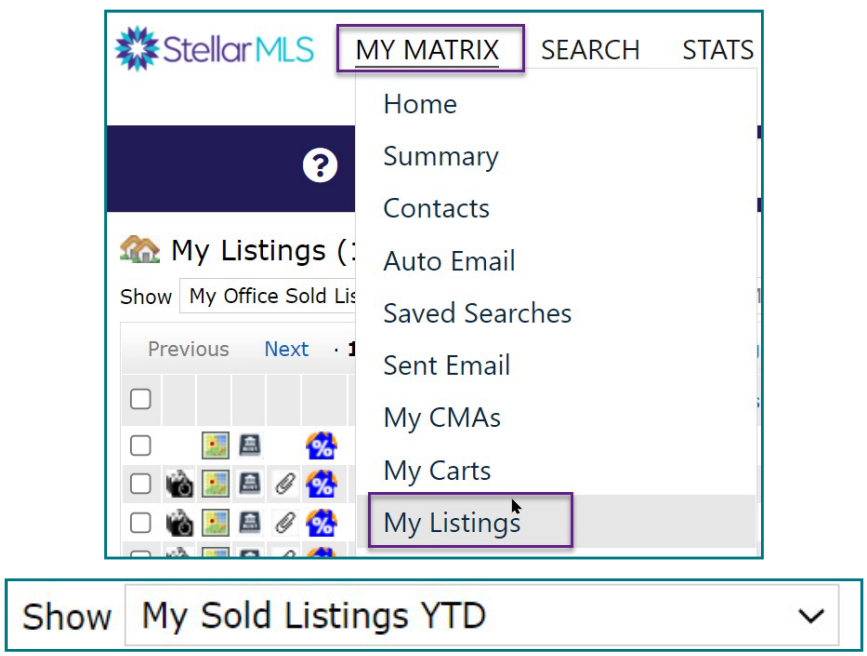 StellarMLS MY MATRIX SEARCH STATS
Home
Summary
Contacts
My Listings (
Auto Email
Show My Office Sold Lis
Saved Searches
Previous Next · 1
Sent Email
My CMAs
My Carts
My Listings
Show My Sold Listings YTD